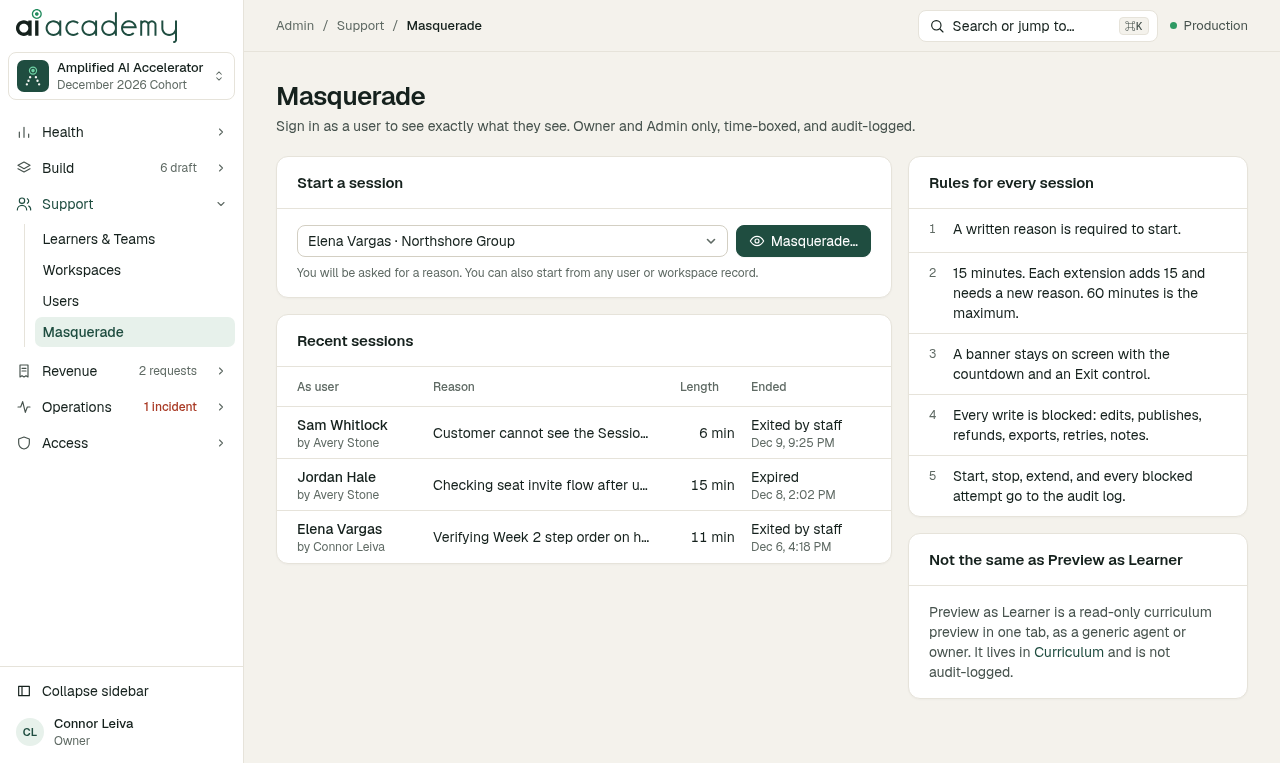 ai academy
Amplified AI Accelerator
December 2026 Cohort
Health
Build 6 draft
Support
Learners & Teams
Workspaces
Users
Masquerade
Revenue 2 requests
Operations 1 incident
Access
Collapse sidebar
CL
Connor Leiva
Owner
Admin / Support / Masquerade
Search or jump to… ⌘K
Production
Masquerade
Sign in as a user to see exactly what they see. Owner and Admin only, time-boxed, and audit-logged.
Start a session
Elena Vargas · Northshore Group
Masquerade…
You will be asked for a reason. You can also start from any user or workspace record.
Recent sessions
As user Reason Length Ended
Sam Whitlock
by Avery Stone
Customer cannot see the Sessio…
6 min
Exited by staff
Dec 9, 9:25 PM
Jordan Hale
by Avery Stone
Checking seat invite flow after u…
15 min
Expired
Dec 8, 2:02 PM
Elena Vargas
by Connor Leiva
Verifying Week 2 step order on h…
11 min
Exited by staff
Dec 6, 4:18 PM
Rules for every session
1 A written reason is required to start.
2 15 minutes. Each extension adds 15 and
needs a new reason. 60 minutes is the
maximum.
3 A banner stays on screen with the
countdown and an Exit control.
4 Every write is blocked: edits, publishes,
refunds, exports, retries, notes.
5 Start, stop, extend, and every blocked
attempt go to the audit log.
Not the same as Preview as Learner
Preview as Learner is a read-only curriculum
preview in one tab, as a generic agent or
owner. It lives in Curriculum and is not
audit-logged.